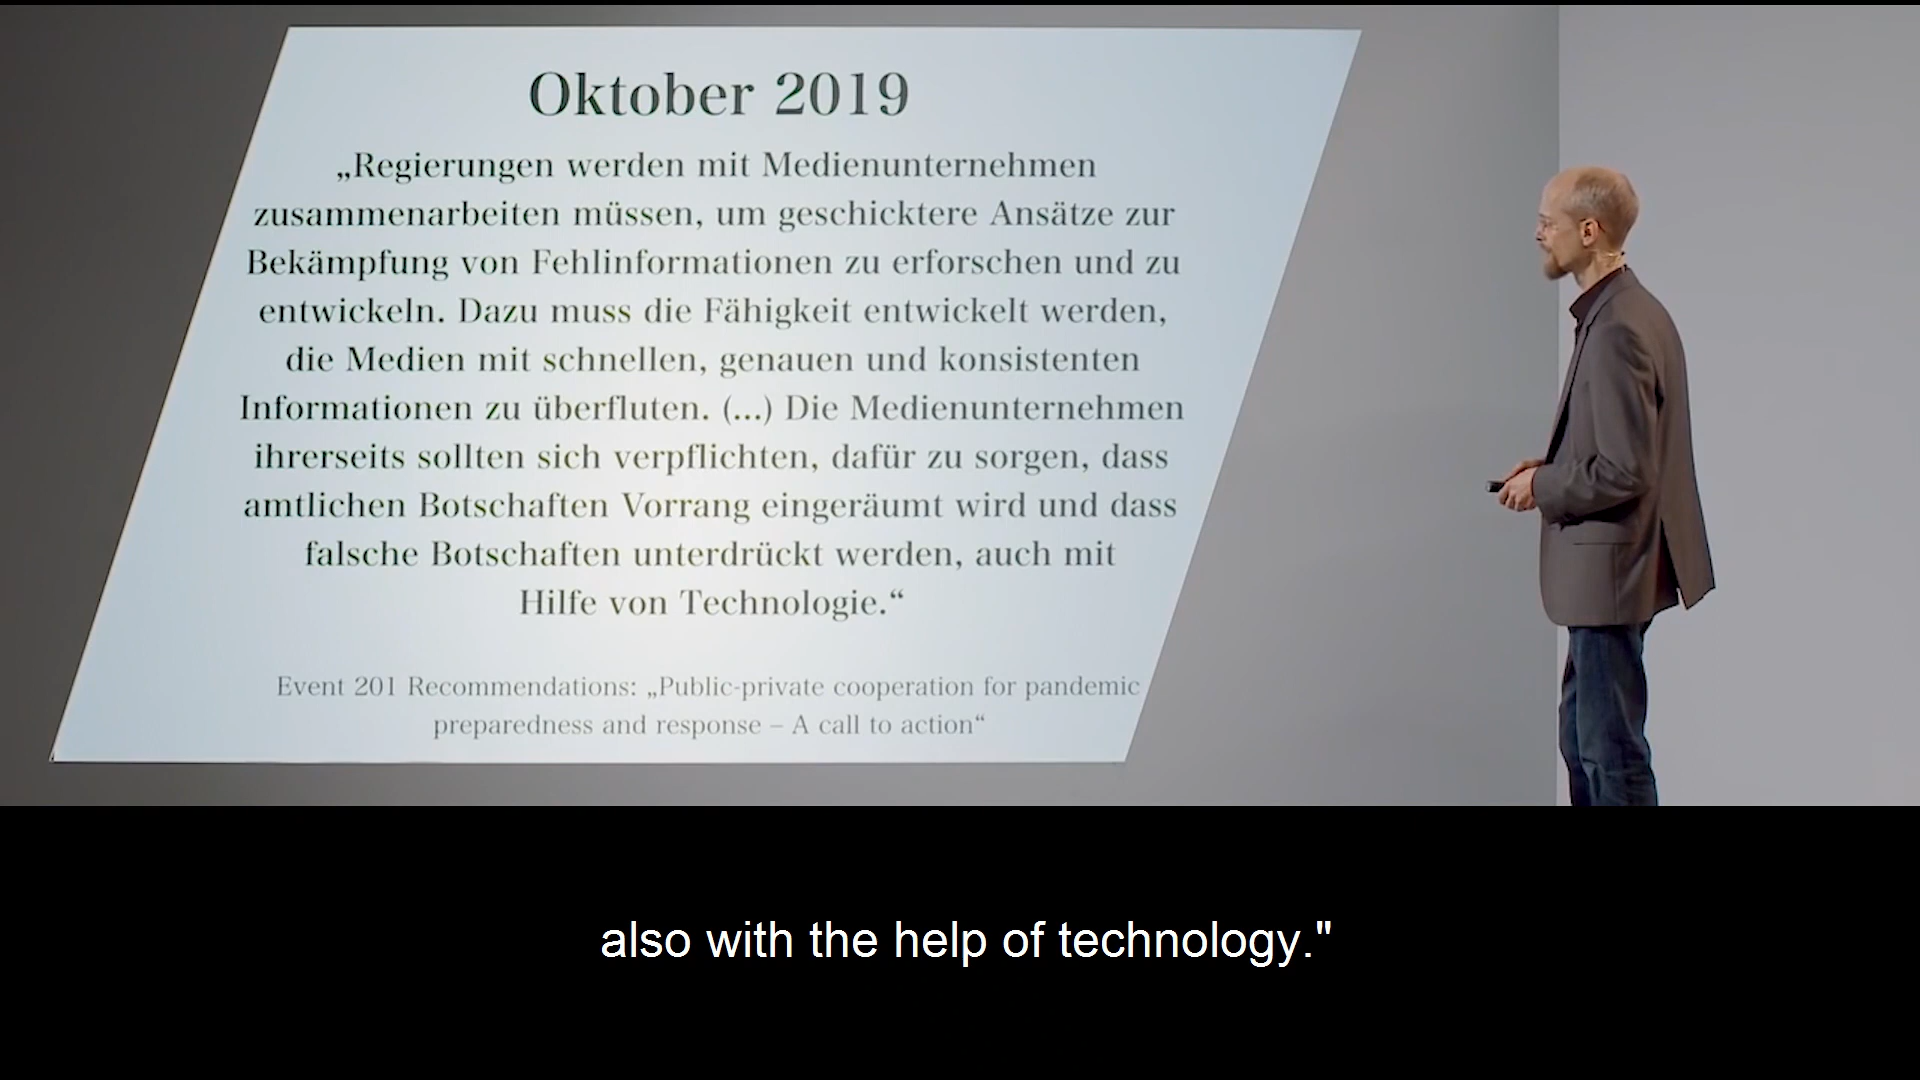 Oktober 2019
„Regierungen werden mit Medienunternehmen
zusammenarbeiten müssen, um geschicktere Ansätze zur
Bekämpfung von Fehlinformationen zu erforschen und zu
entwickeln. Dazu muss die Fähigkeit entwickelt werden,
die Medien mit schnellen, genauen und konsistenten
Informationen zu überfluten. (...) Die Medienunternehmen
ihrerseits sollten sich verpflichten, dafür zu sorgen, dass
amtlichen Botschaften Vorrang eingeräumt wird und dass
falsche Botschaften unterdrückt werden, auch mit
Hilfe von Technologie.“
Event 201 Recommendations: „Public-private cooperation for pandemic
preparedness and response – A call to action“
also with the help of technology."